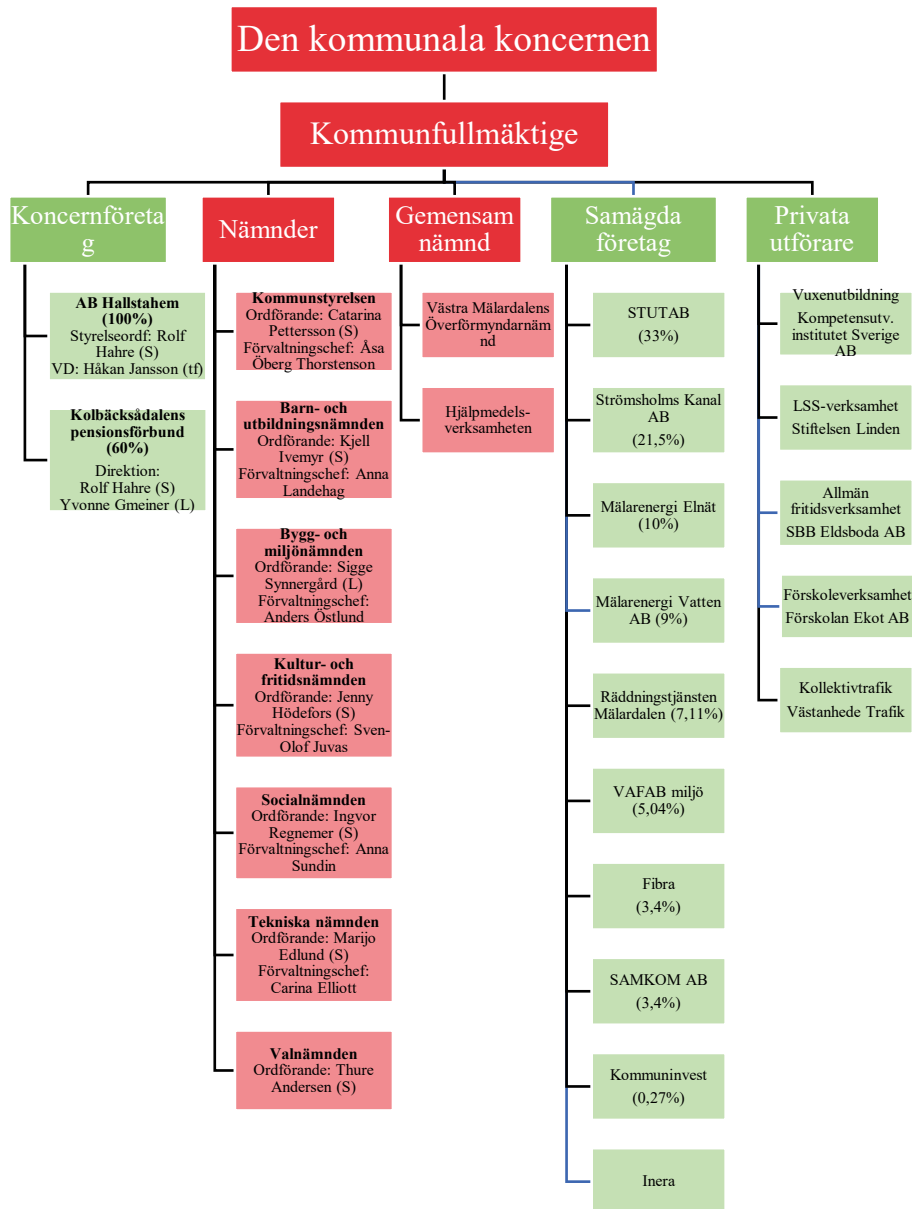 Den kommunala koncernen
Kommunfullmäktige
Koncernföreta
g
AB Hallstahem
(100%)
Styrelseordf: Rolf
Hahre (S)
VD: Håkan Jansson (tf)
Kolbäcksådalens
pensionsförbund
(60%)
Direktion:
Rolf Hahre (S)
Yvonne Gmeiner (L)
Nämnder
Kommunstyrelsen
Ordförande: Catarina
Pettersson (S)
Förvaltningschef: Åsa
Öberg Thorstenson
Barn- och
utbildningsnämnden
Ordförande: Kjell
Ivemyr (S)
Förvaltningschef: Anna
Landehag
Bygg- och
miljönämnden
Ordförande: Sigge
Synnergård (L)
Förvaltningschef:
Anders Östlund
Kultur- och
fritidsnämnden
Ordförande: Jenny
Hödefors (S)
Förvaltningschef: Sven-
Olof Juvas
Socialnämnden
Ordförande: Ingvor
Regnemer (S)
Förvaltningschef: Anna
Sundin
Tekniska nämnden
Ordförande: Marijo
Edlund (S)
Förvaltningschef:
Carina Elliott
Valnämnden
Ordförande: Thure
Andersen (S)
Gemensam
nämnd
Västra Mälardalens
Överförmyndarnäm
nd
Hjälpmedels-
verksamheten
Samägda
företag
STUTAB
(33%)
Strömsholms Kanal
AB
(21,5%)
Mälarenergi Elnät
(10%)
Mälarenergi Vatten
AB (9%)
Räddningstjänsten
Mälardalen (7,11%)
VAFAB miljö
(5,04%)
Fibra
(3,4%)
SAMKOM AB
(3,4%)
Kommuninvest
(0,27%)
Inera
Privata
utförare
Vuxenutbildning
Kompetensutv.
institutet Sverige
AB
LSS-verksamhet
Stiftelsen Linden
Allmän
fritidsverksamhet
SBB Eldsboda AB
Förskoleverksamhet
Förskolan Ekot AB
Kollektivtrafik
Västanhede Trafik